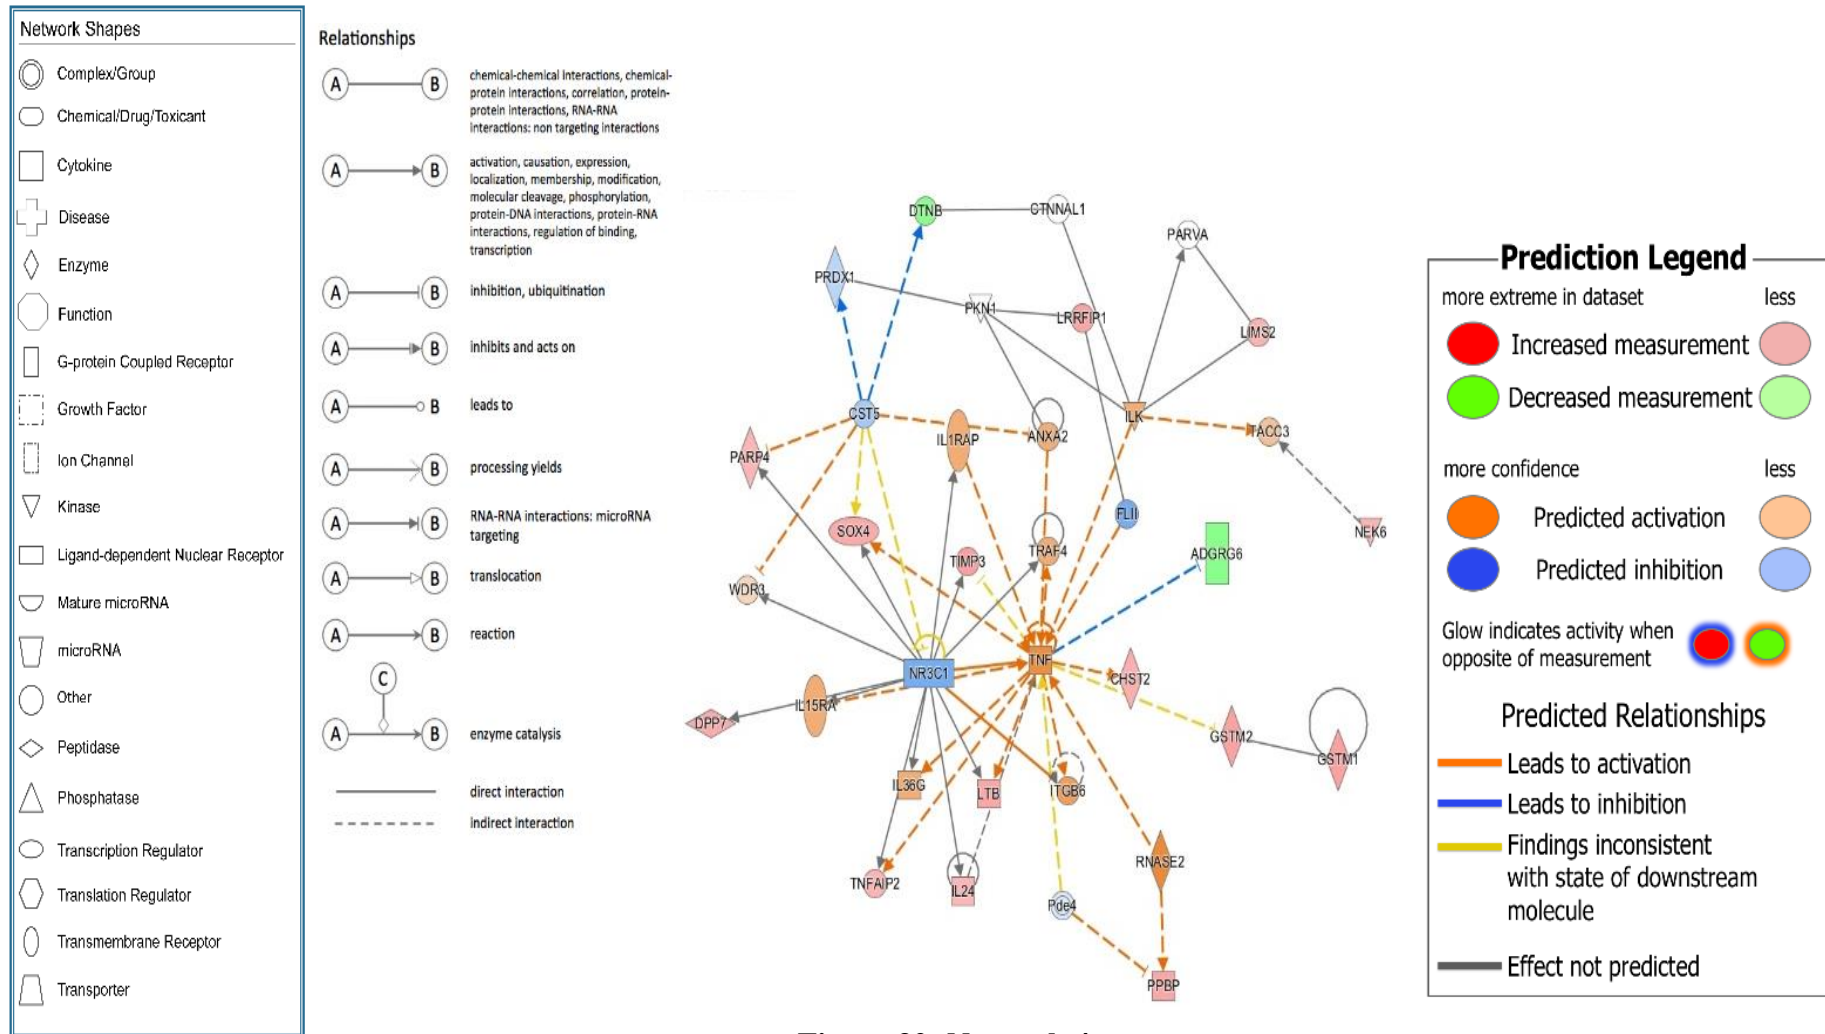 Network Shapes
Complex/Group
Chemical/Drug/Toxicant
Cytokine
Disease
Enzyme
Function
G-protein Coupled Receptor
Growth Factor
Ion Channel
Kinase
Ligand-dependent Nuclear Receptor
Mature microRNA
microRNA
Other
Peptidase
Phosphatase
Transcription Regulator
Translation Regulator
Transmembrane Receptor
Transporter
Relationships
A B
chemical-chemical interactions, chemical-
protein interactions, correlation, protein-
protein interactions, RNA-RNA
interactions: non targeting interactions
A B
activation, causation, expression,
localization, membership, modification,
molecular cleavage, phosphorylation,
protein-DNA interactions, protein-RNA
interactions, regulation of binding,
transcription
A B inhibition, ubiquitination
A B inhibits and acts on
A B leads to
A B processing yields
A B RNA-RNA interactions: microRNA
targeting
A B translocation
A B reaction
C
A B enzyme catalysis
direct interaction
indirect interaction
DTNB
CTNNAL1
PARVA
PRDX1
PKN1
LRRFIP1
LIMS2
CST5
IL1RAP
ANXA2
ILK
TACC3
PARP4
SOX4
TIMP3
TRAF4
FLII
ADGRG6
NEK6
WDR3
NR3C1
TNF
CHST2
DPP7
IL15RA
GSTM2
GSTM1
IL36G
LTB
ITGB6
TNFAIP2
IL24
Pde4
RNASE2
PPBP
Prediction Legend
more extreme in dataset less
Increased measurement
Decreased measurement
more confidence less
Predicted activation
Predicted inhibition
Glow indicates activity when
opposite of measurement
Predicted Relationships
Leads to activation
Leads to inhibition
Findings inconsistent
with state of downstream
molecule
Effect not predicted